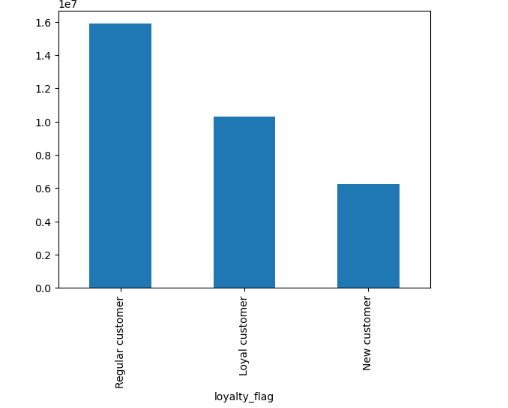 1e7
1.6
1.4
1.2
1.0
0.8
0.6
0.4
0.2
0.0
Regular customer
Loyal customer
New customer
loyalty_flag